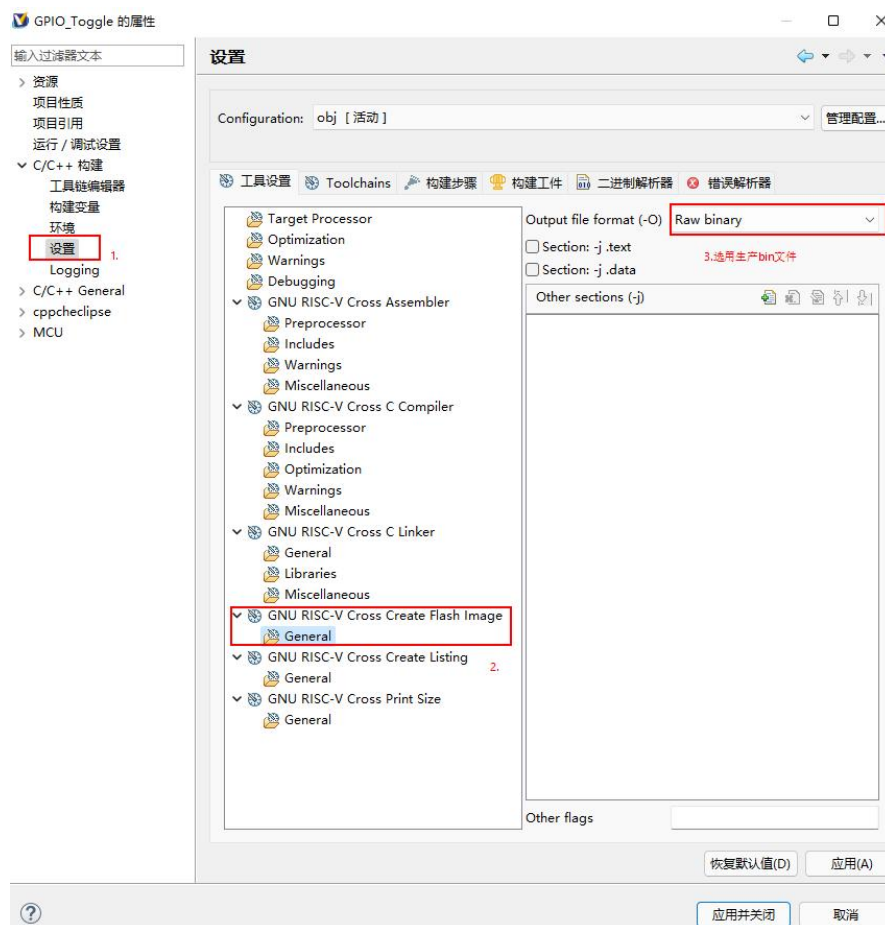 GPIO_Toggle 的属性
输入过滤器文本
资源
项目性质
项目引用
运行 / 调试设置
C/C++ 构建
工具链编辑器
构建变量
环境
设置
1.
Logging
C/C++ General
cppcheclipse
MCU
设置
Configuration:
obj [ 活动 ]
管理配置...
工具设置
Toolchains
构建步骤
构建工件
二进制解析器
错误解析器
Target Processor
Optimization
Warnings
Debugging
GNU RISC-V Cross Assembler
Preprocessor
Includes
Warnings
Miscellaneous
GNU RISC-V Cross C Compiler
Preprocessor
Includes
Optimization
Warnings
Miscellaneous
GNU RISC-V Cross C Linker
General
Libraries
Miscellaneous
GNU RISC-V Cross Create Flash Image
General
GNU RISC-V Cross Create Listing
2.
General
GNU RISC-V Cross Print Size
General
Output file format (-O)
Raw binary
Section: -j .text
3.选用生产bin文件
Section: -j .data
Other sections (-j)
Other flags
恢复默认值(D)
应用(A)
应用并关闭
取消